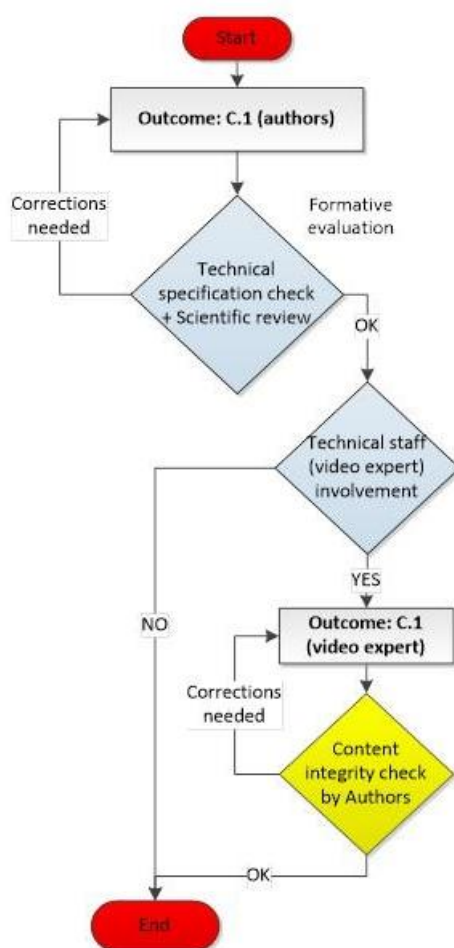 Start
Outcome: C.1 (authors)
Corrections
needed
Formative
evaluation
Technical
specification check
+ Scientific review
OK
Technical staff
(video expert)
involvement
YES
NO
Outcome: C.1
(video expert)
Corrections
needed
Content
integrity check
by Authors
OK
End